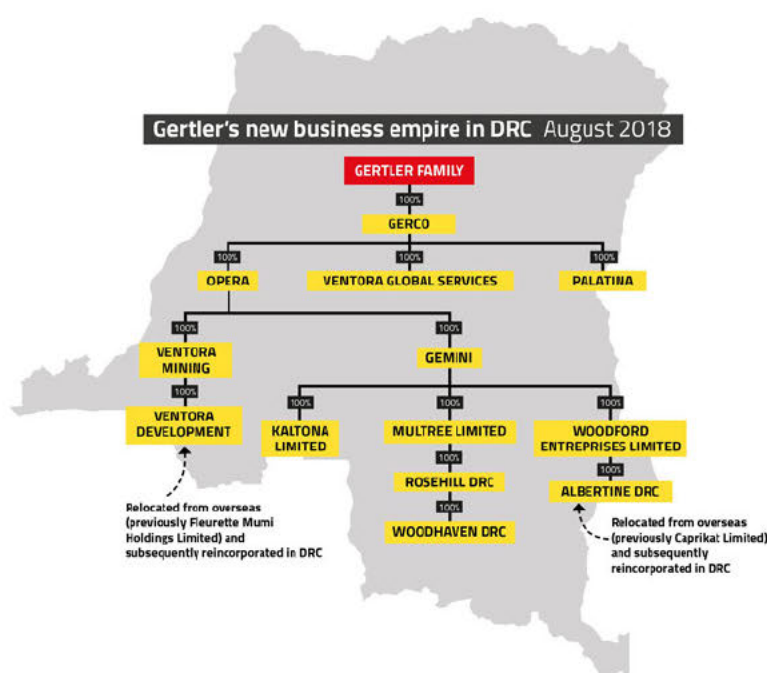 Gertler's new business empire in DRC August 2018
GERTLER FAMILY
100%
GERCO
100% 100% 100%
OPERA VENTORA GLOBAL SERVICES PALATINA
100% 100%
VENTORA
MINING
GEMINI
100%
100% 100% 100%
VENTORA
DEVELOPMENT
KALTONA
LIMITED
MULTREE LIMITED
WOODFORD
ENTREPRISES LIMITED
100% 100%
ROSEHILL DRC
ALBERTINE DRC
100%
WOODHAVEN DRC
Relocated from overseas
(previously Fleurette Mumi
Holdings Limited) and
subsequently reincorporated in DRC
Relocated from overseas
(previously Caprikat Limited)
and subsequently
reincorporated in DRC